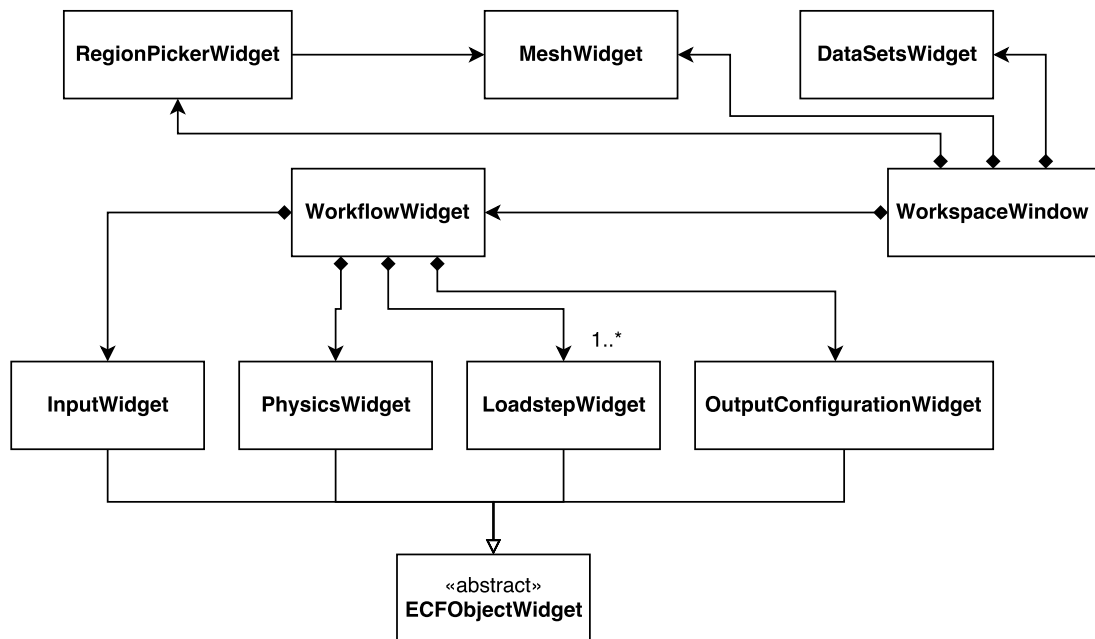 RegionPickerWidget
MeshWidget
DataSetsWidget
WorkflowWidget
WorkspaceWindow
1..*
InputWidget
PhysicsWidget
LoadstepWidget
OutputConfigurationWidget
«abstract»
ECFObjectWidget